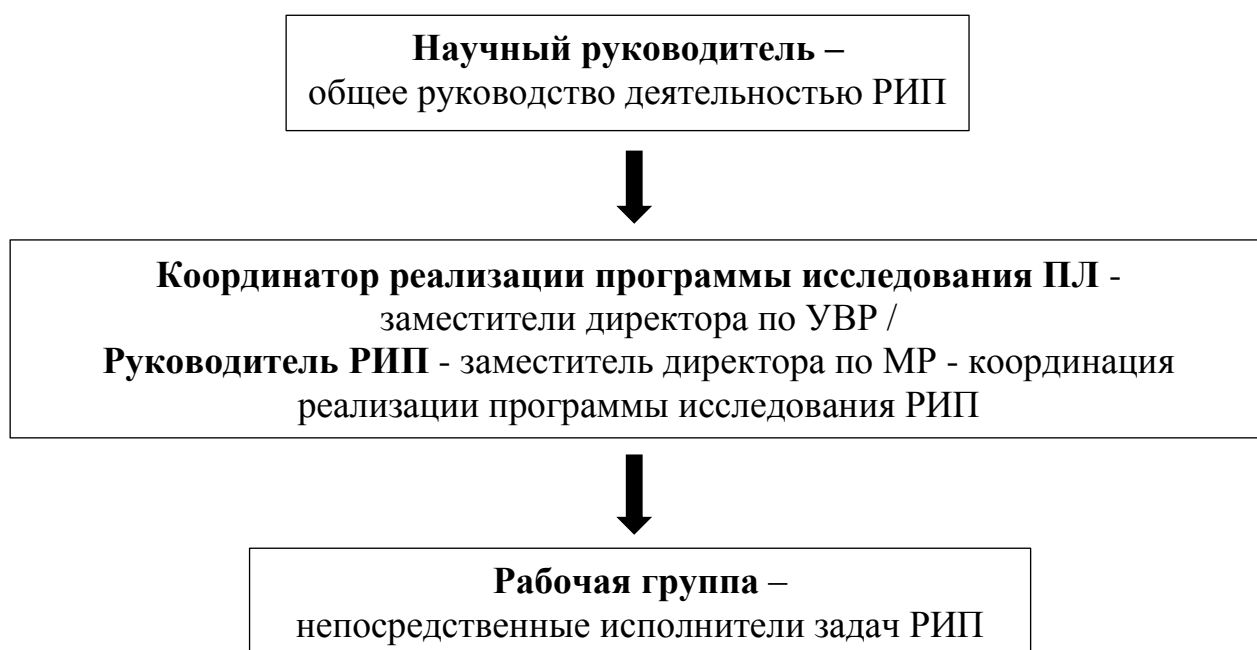 Научный руководитель –
общее руководство деятельностью РИП
Координатор реализации программы исследования ПЛ -
заместители директора по УВР /
Руководитель РИП - заместитель директора по МР - координация
реализации программы исследования РИП
Рабочая группа –
непосредственные исполнители задач РИП